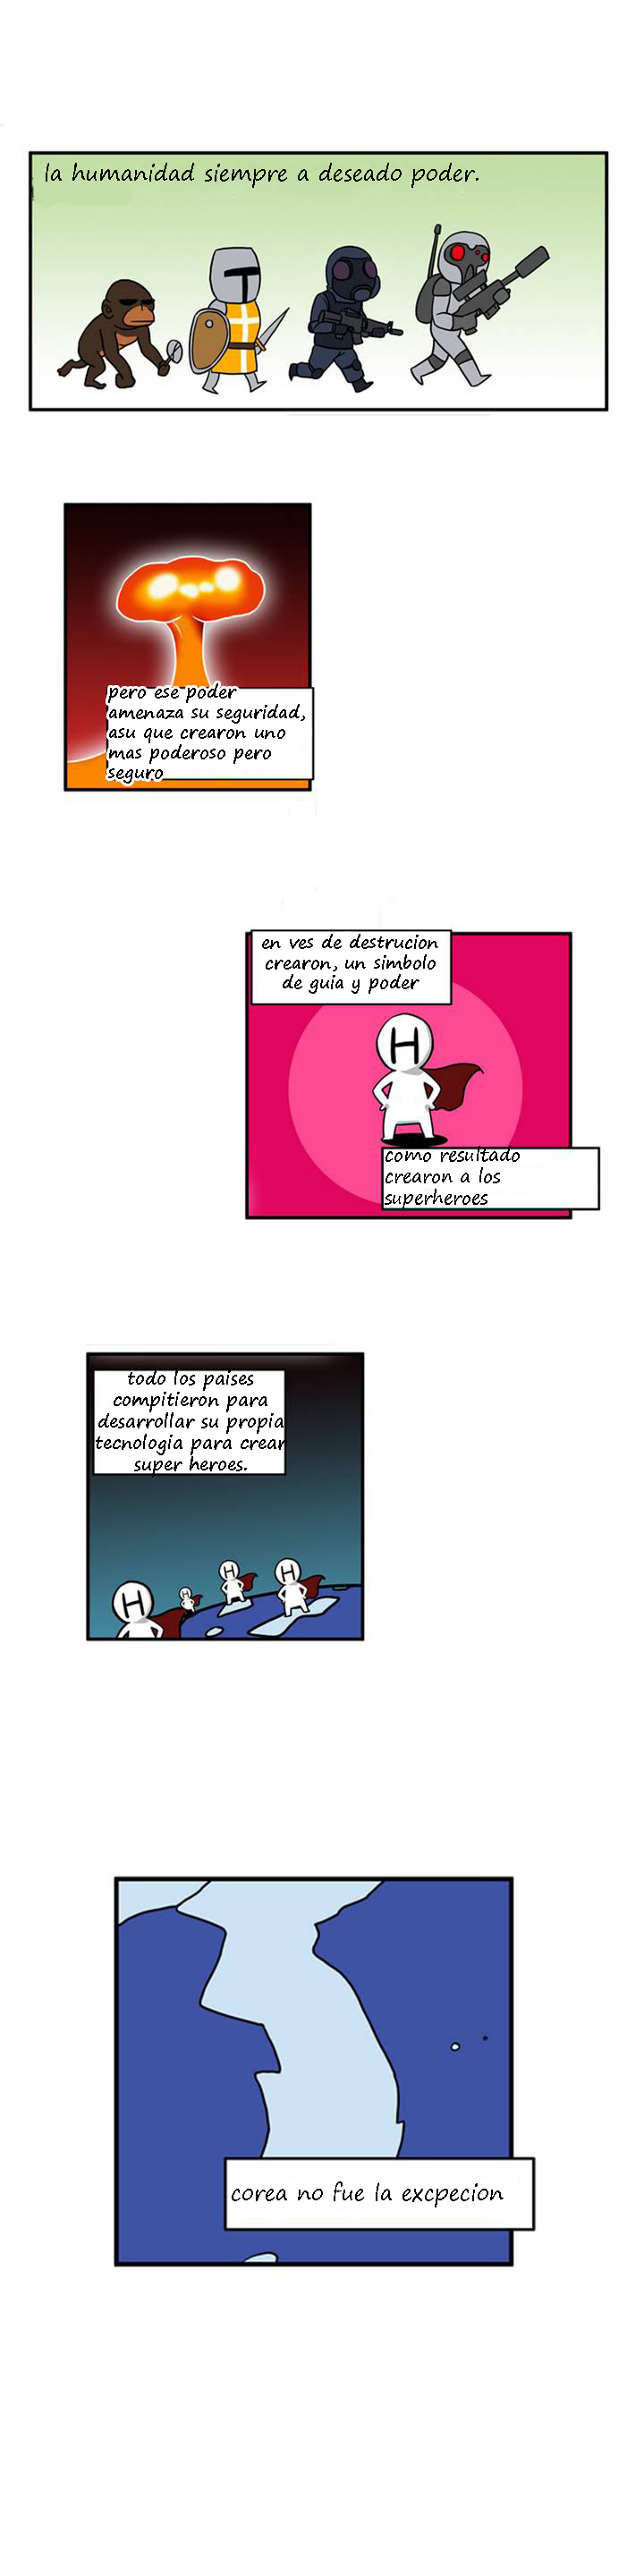 la humanidad siempre a deseado poder.
pero ese poder
amenaza su seguridad,
asu que crearon uno
mas poderoso pero
seguro
en ves de destrucion
crearon, un simbolo
de guia y poder
H
como resultado
crearon a los
superheroes
todo los paises
compitieron para
desarrollar su propia
tecnologia para crear
super heroes.
H
H
H
H
corea no fue la excpecion